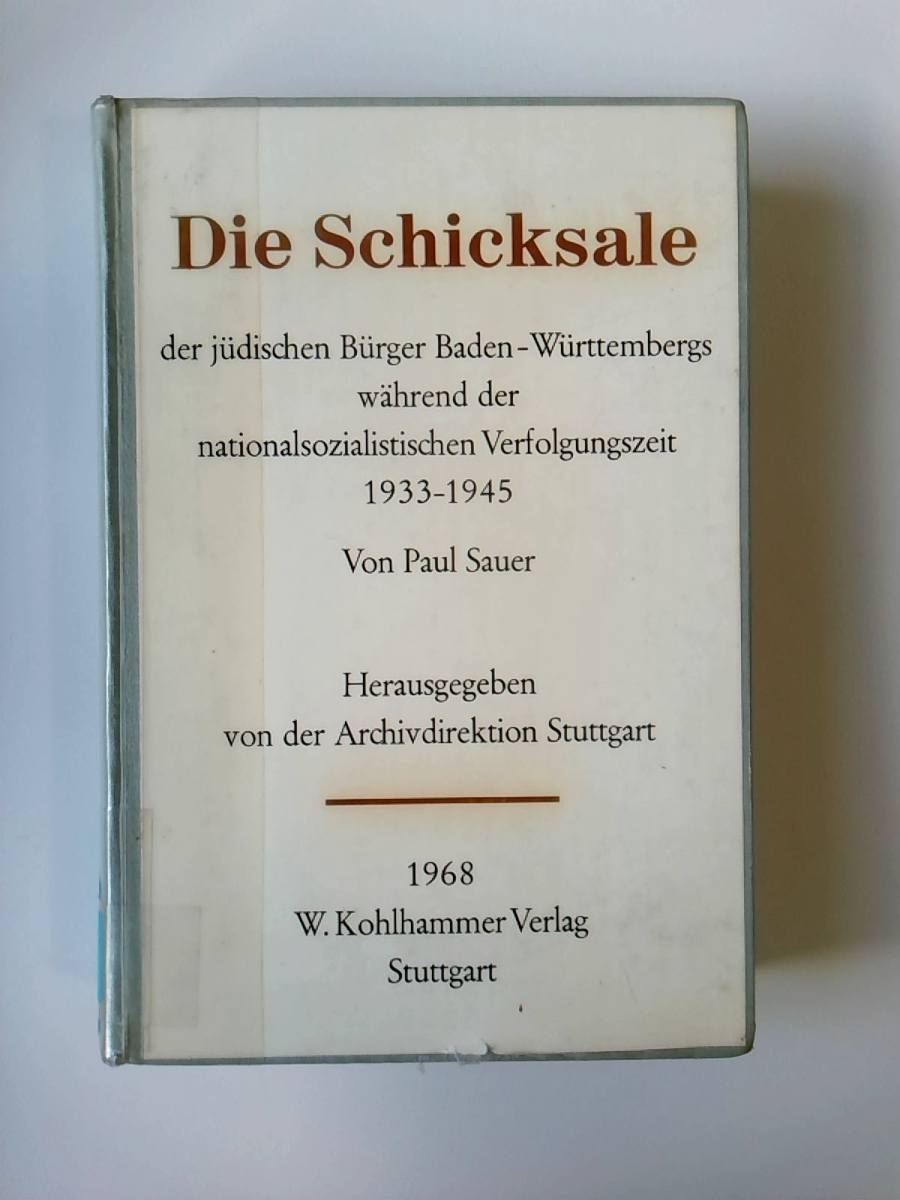 Die Schicksale
der jüdischen Bürger Baden-Württembergs
während der
nationalsozialistischen Verfolgungszeit
1933-1945
Von Paul Sauer
Herausgegeben
von der Archivdirektion Stuttgart
1968
W. Kohlhammer Verlag
Stuttgart